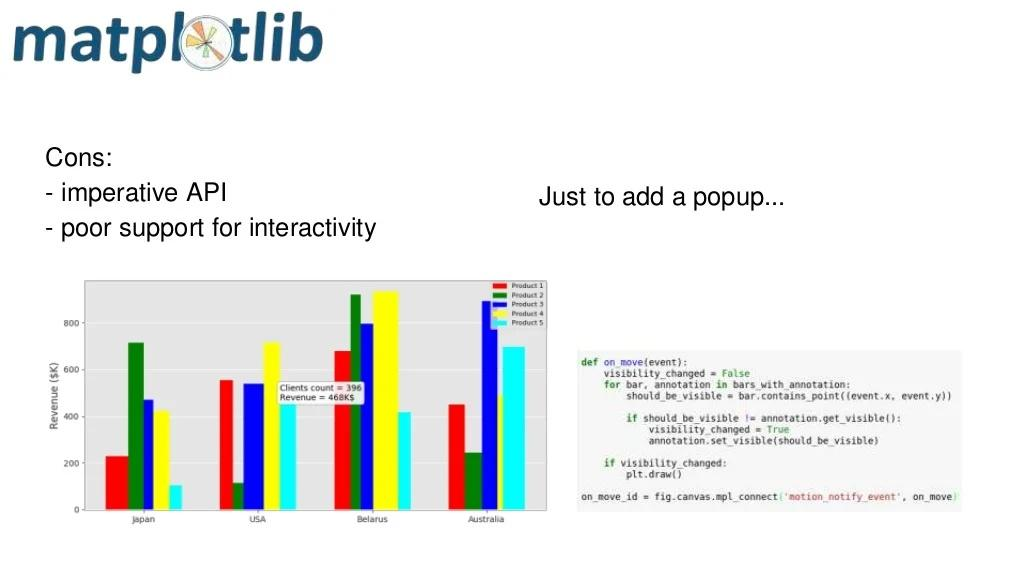 matplotlib
Cons:
- imperative API
- poor support for interactivity
Just to add a popup...
Revenue ($K)
800
600
400
200
0
Japan
USA
Belarus
Australia
Product 1
Product 2
Product 3
Product 4
Product 5
Clients count = 396
Revenue = 468K$
def on_move(event):
    visibility_changed = False
    for bar, annotation in bars_with_annotation:
        should_be_visible = bar.contains_point((event.x, event.y))
        if should_be_visible != annotation.get_visible():
            visibility_changed = True
            annotation.set_visible(should_be_visible)
    if visibility_changed:
        plt.draw()
on_move_id = fig.canvas.mpl_connect('motion_notify_event', on_move)